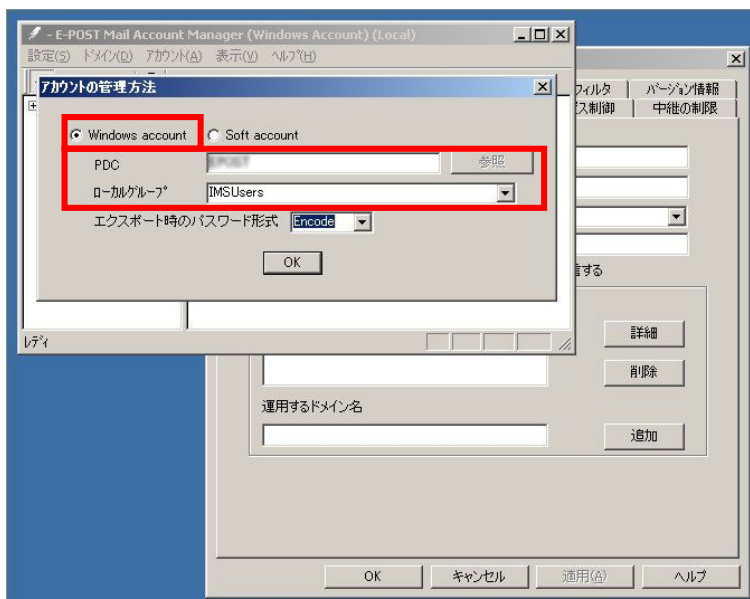 - E-POST Mail Account Manager (Windows Account) (Local)
設定(S) ドメイン(D) アカウント(A) 表示(V) ヘルプ(H)
アカウントの管理方法
Windows account Soft account
PDC 参照
ローカルグループ IMSUsers
エクスポート時のパスワード形式 Encode
OK
レディ
フィルタ バージョン情報
ス制御 中継の制限
信する
詳細
削除
運用するドメイン名
追加
OK キャンセル 適用(A) ヘルプ